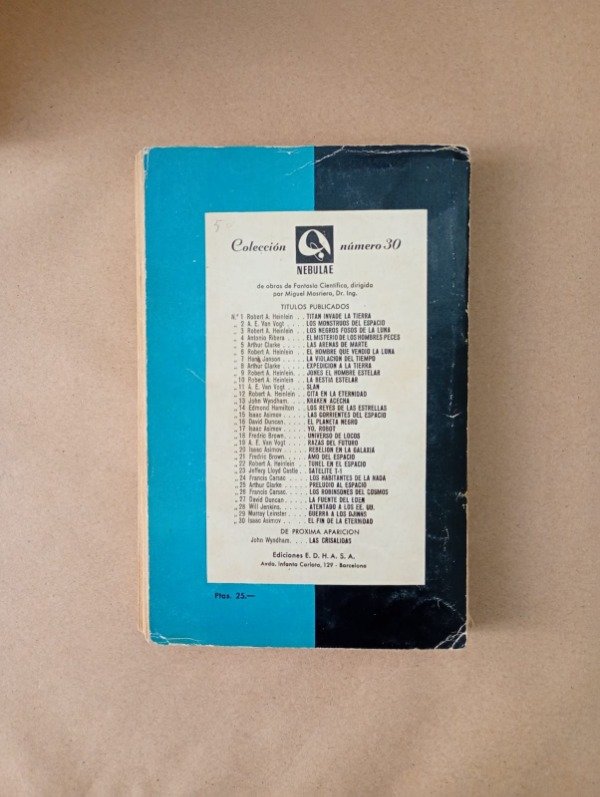 Colección
NEBULAE
número 30
de obras de Fantasía Científica, dirigida
por Miguel Masriera, Dr. Ing.
TITULOS PUBLICADOS
N.º 1 Robert A. Heinlein . . TITAN INVADE LA TIERRA
„ 2 A. E. Van Vogt . . . . LOS MONSTRUOS DEL ESPACIO
„ 3 Robert A. Heinlein . . LOS NEGROS FOSOS DE LA LUNA
„ 4 Antonio Ribera . . . EL MISTERIO DE LOS HOMBRES PECES
„ 5 Arthur Clarke . . . . LAS ARENAS DE MARTE
„ 6 Robert A. Heinlein . . EL HOMBRE QUE VENDIO LA LUNA
„ 7 Hank Janson . . . . LA VIOLACION DEL TIEMPO
„ 8 Arthur Clarke . . . . EXPEDICION A LA TIERRA
„ 9 Robert A. Heinlein. . JONES EL HOMBRE ESTELAR
„ 10 Robert A. Heinlein. . LA BESTIA ESTELAR
„ 11 A. E. Van Vogt . . . SLAN
„ 12 Robert A. Heinlein . . CITA EN LA ETERNIDAD
„ 13 John Wyndham. . . . KRAKEN ACECHA
„ 14 Edmond Hamilton . . . LOS REYES DE LAS ESTRELLAS
„ 15 Isaac Asimov . . . . LAS CORRIENTES DEL ESPACIO
„ 16 David Duncan. . . . EL PLANETA NEGRO
„ 17 Isaac Asimov . . . . YO, ROBOT
„ 18 Fredric Brown. . . . UNIVERSO DE LOCOS
„ 19 A. E. Van Vogt . . . RAZAS DEL FUTURO
„ 20 Isaac Asimov . . . . REBELION EN LA GALAXIA
„ 21 Fredric Brown. . . . AMO DEL ESPACIO
„ 22 Robert A. Heinlein . . TUNEL EN EL ESPACIO
„ 23 Jeffery Lloyd Castle . . SATELITE T-1
„ 24 Francis Carsac . . . LOS HABITANTES DE LA NADA
„ 25 Arthur Clarke . . . . PRELUDIO AL ESPACIO
„ 26 Francis Carsac . . . LOS ROBINSONES DEL COSMOS
„ 27 David Duncan . . . . LA FUENTE DEL LOEN
„ 28 Will Jenkins. . . . . ATENTADO A LOS EE. UU.
„ 29 Murray Leinster . . . GUERRA A LOS DJINNS
„ 30 Isaac Asimov . . . . EL FIN DE LA ETERNIDAD
DE PROXIMA APARICION
John Wyndham. . . . LAS CRISALIDAS
Ediciones E. D. H. A. S. A.
Avda. Infanta Carlota, 129 - Barcelona
Ptas. 25.—